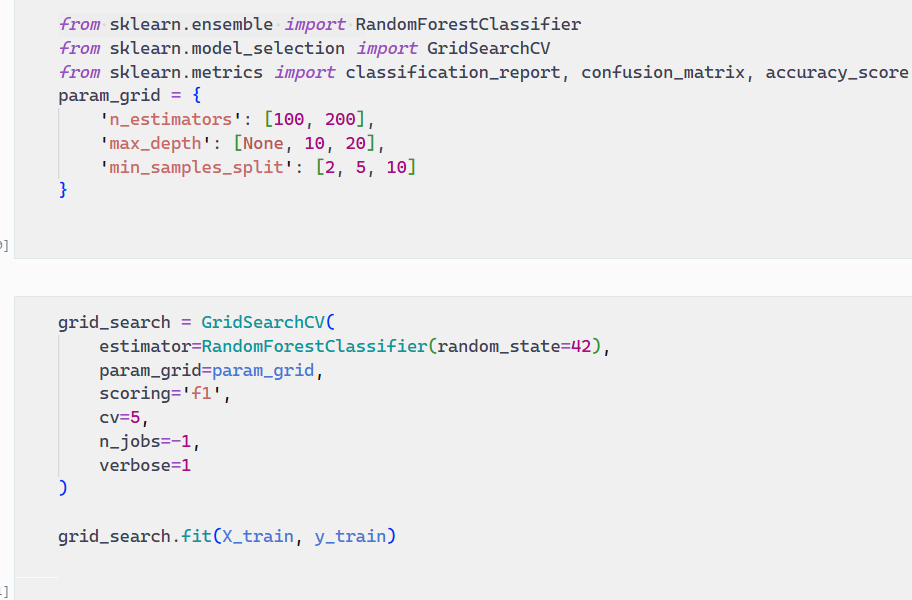 from sklearn.ensemble import RandomForestClassifier
from sklearn.model_selection import GridSearchCV
from sklearn.metrics import classification_report, confusion_matrix, accuracy_score
param_grid = {
    'n_estimators': [100, 200],
    'max_depth': [None, 10, 20],
    'min_samples_split': [2, 5, 10]
}
]
grid_search = GridSearchCV(
    estimator=RandomForestClassifier(random_state=42),
    param_grid=param_grid,
    scoring='f1',
    cv=5,
    n_jobs=-1,
    verbose=1
)
grid_search.fit(X_train, y_train)
]